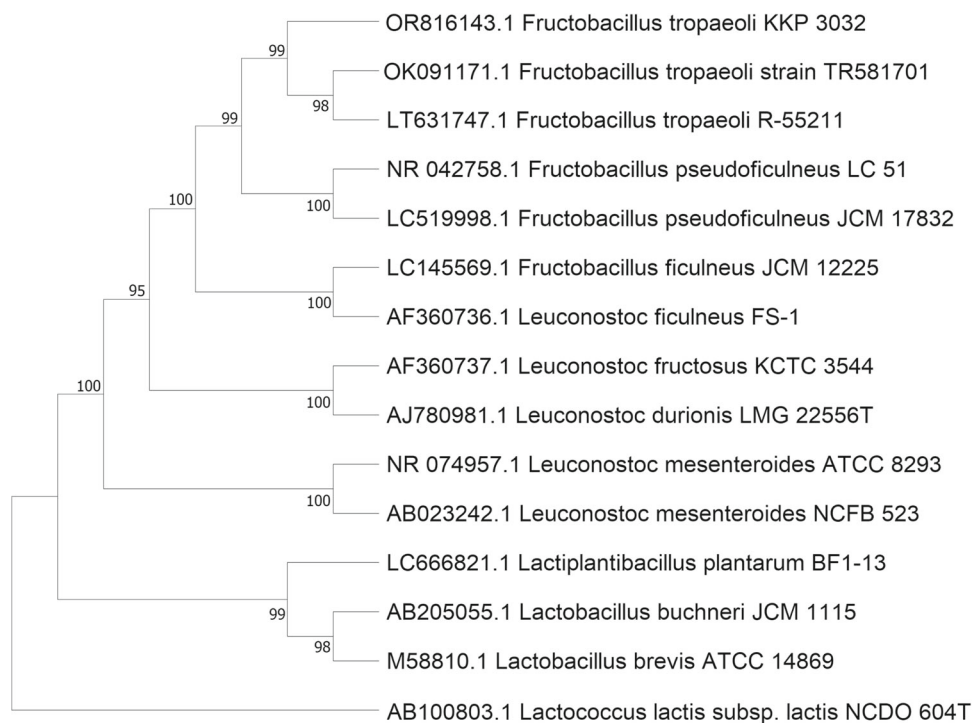 OR816143.1 Fructobacillus tropaeoli KKP 3032
99
OK091171.1 Fructobacillus tropaeoli strain TR581701
98
99
LT631747.1 Fructobacillus tropaeoli R-55211
NR 042758.1 Fructobacillus pseudoficulneus LC 51
100
100
LC519998.1 Fructobacillus pseudoficulneus JCM 17832
LC145569.1 Fructobacillus ficulneus JCM 12225
95
100
AF360736.1 Leuconostoc ficulneus FS-1
AF360737.1 Leuconostoc fructosus KCTC 3544
100
100
AJ780981.1 Leuconostoc durionis LMG 22556T
NR 074957.1 Leuconostoc mesenteroides ATCC 8293
100
AB023242.1 Leuconostoc mesenteroides NCFB 523
LC666821.1 Lactiplantibacillus plantarum BF1-13
99
AB205055.1 Lactobacillus buchneri JCM 1115
98
M58810.1 Lactobacillus brevis ATCC 14869
AB100803.1 Lactococcus lactis subsp. lactis NCDO 604T